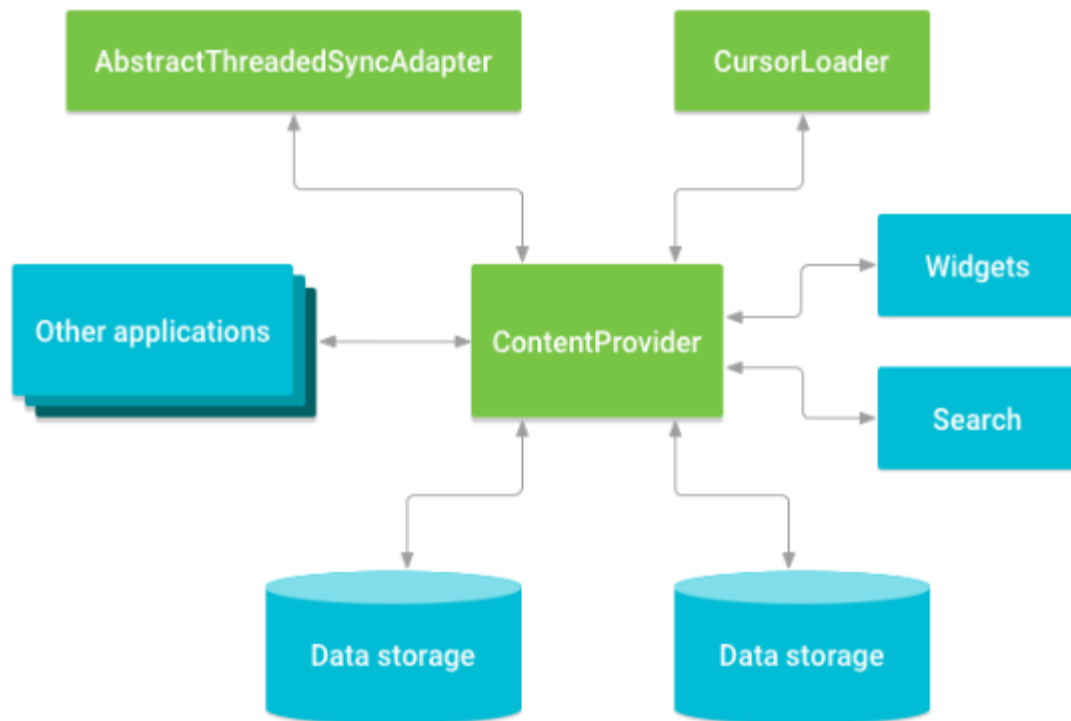 AbstractThreadedSyncAdapter
CursorLoader
Widgets
Other applications
ContentProvider
Search
Data storage
Data storage